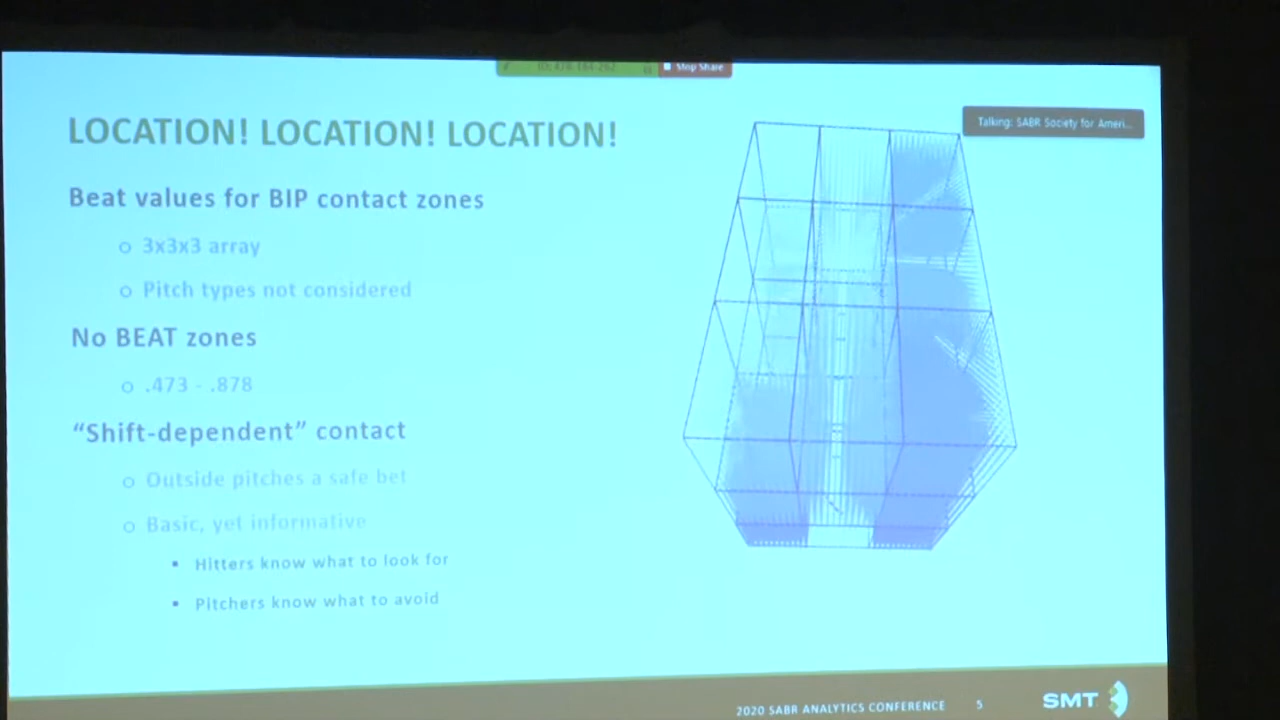 Stop Share
LOCATION! LOCATION! LOCATION!
Talking: SABR Society for Ameri...
Beat values for BIP contact zones
o 3x3x3 array
o Pitch types not considered
No BEAT zones
o .473 - .878
“Shift-dependent” contact
o Outside pitches a safe bet
o Basic, yet informative
▪ Hitters know what to look for
▪ Pitchers know what to avoid
2020 SABR ANALYTICS CONFERENCE 5 SMT